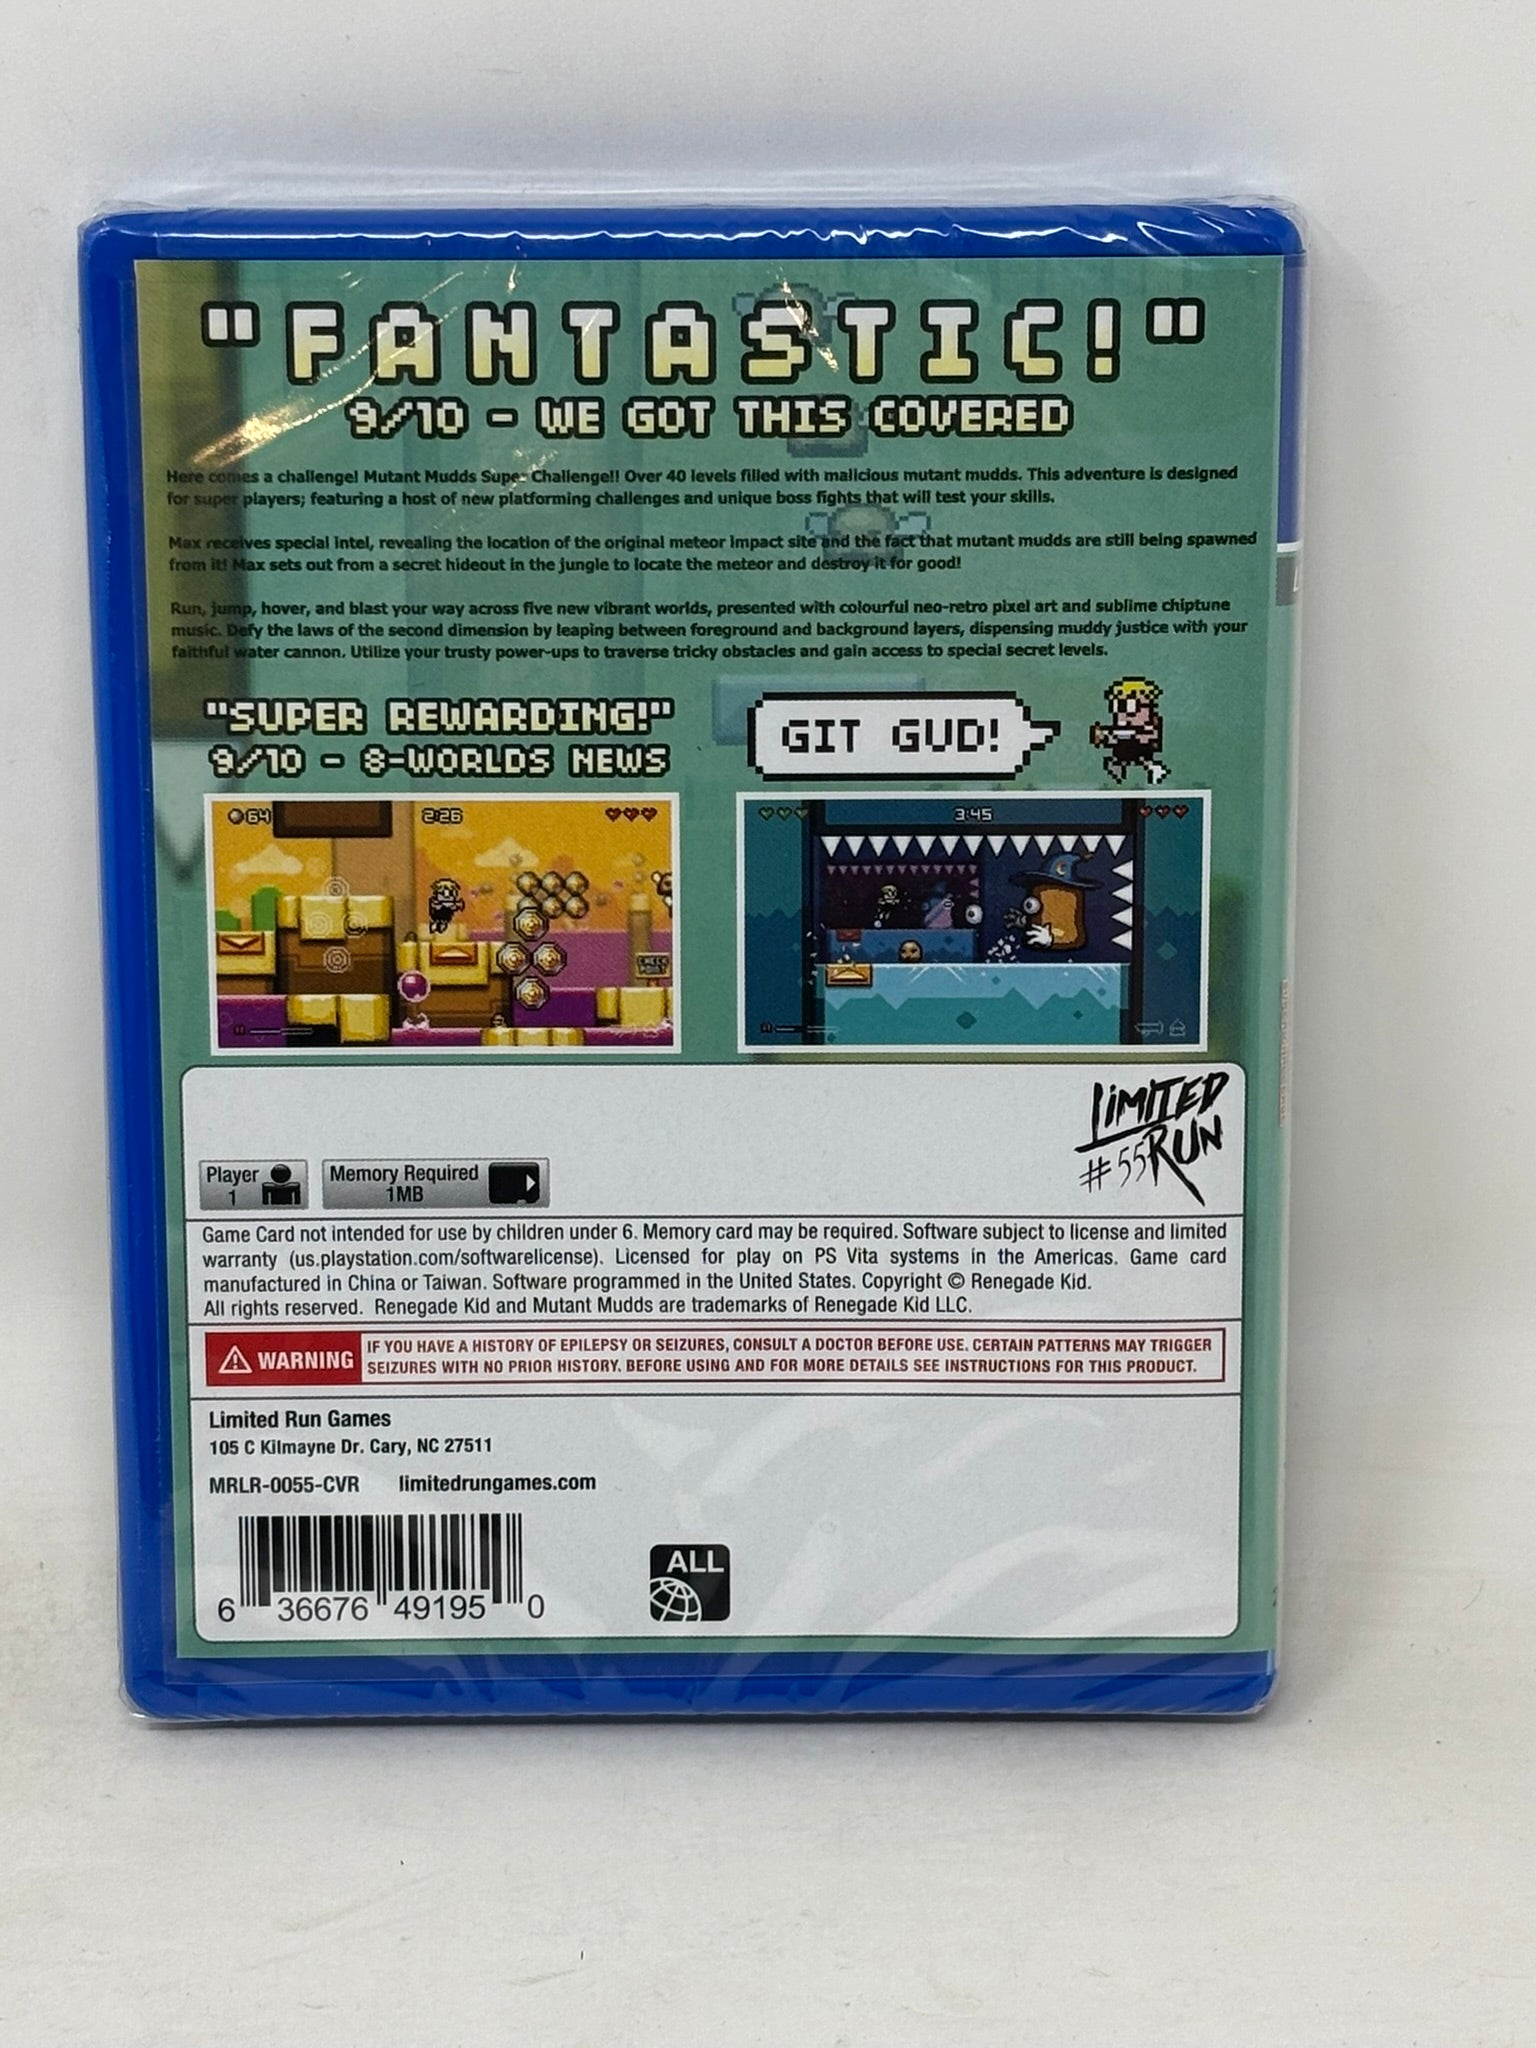 "FANTASTIC!"
9/10 - WE GOT THIS COVERED
Here comes a challenge! Mutant Mudds Super Challenge!! Over 40 levels filled with malicious mutant mudds. This adventure is designed
for super players; featuring a host of new platforming challenges and unique boss fights that will test your skills.
Max receives special intel, revealing the location of the original meteor impact site and the fact that mutant mudds are still being spawned
from it! Max sets out from a secret hideout in the jungle to locate the meteor and destroy it for good!
Run, jump, hover, and blast your way across five new vibrant worlds, presented with colourful neo-retro pixel art and sublime chiptune
music. Defy the laws of the second dimension by leaping between foreground and background layers, dispensing muddy justice with your
faithful water cannon. Utilize your trusty power-ups to traverse tricky obstacles and gain access to special secret levels.
"SUPER REWARDING!"
9/10 - 8-WORLDS NEWS
GIT GUD!
64 2:26
CHECK
POINT
3:45
LIMITED
RUN
#55
Player
1
Memory Required
1MB
Game Card not intended for use by children under 6. Memory card may be required. Software subject to license and limited
warranty (us.playstation.com/softwarelicense). Licensed for play on PS Vita systems in the Americas. Game card
manufactured in China or Taiwan. Software programmed in the United States. Copyright © Renegade Kid.
All rights reserved. Renegade Kid and Mutant Mudds are trademarks of Renegade Kid LLC.
WARNING
IF YOU HAVE A HISTORY OF EPILEPSY OR SEIZURES, CONSULT A DOCTOR BEFORE USE. CERTAIN PATTERNS MAY TRIGGER
SEIZURES WITH NO PRIOR HISTORY. BEFORE USING AND FOR MORE DETAILS SEE INSTRUCTIONS FOR THIS PRODUCT.
Limited Run Games
105 C Kilmayne Dr. Cary, NC 27511
MRLR-0055-CVR limitedrungames.com
6 36676 49195 0
ALL